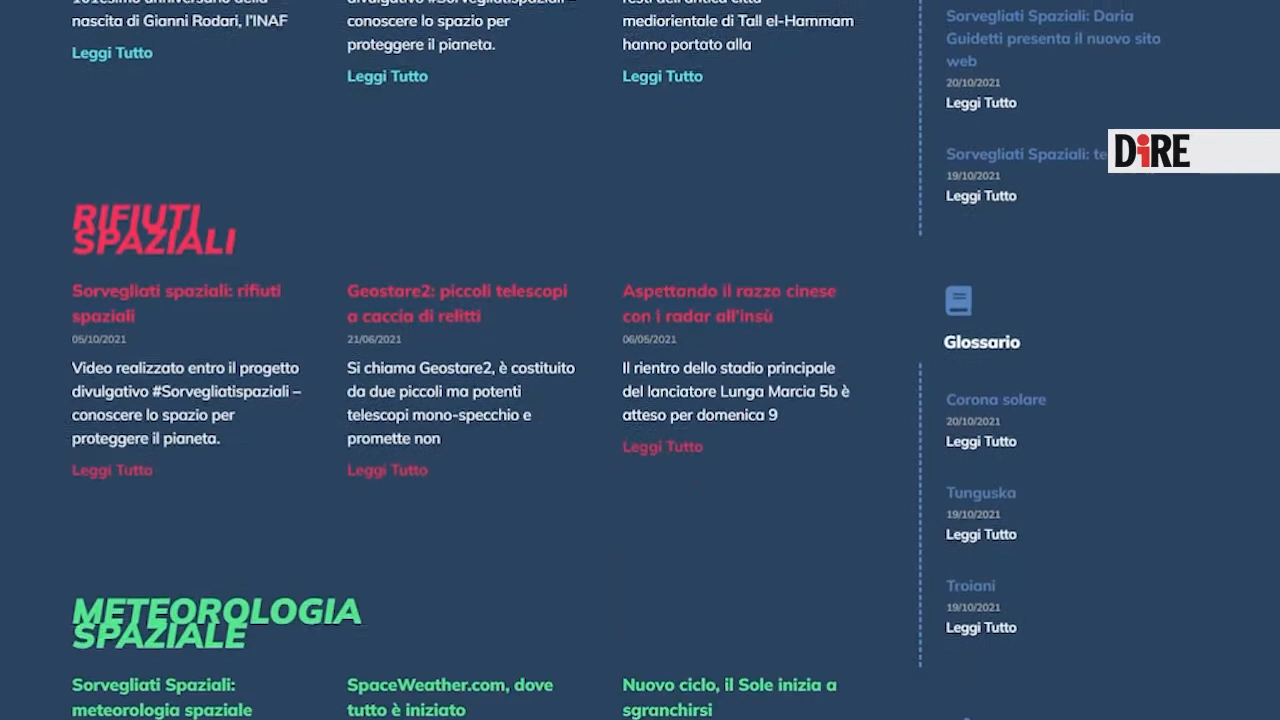 nascita di Gianni Rodari, l'INAF
Leggi Tutto
conoscere lo spazio per
proteggere il pianeta.
Leggi Tutto
mediorientale di Tall el-Hammam
hanno portato alla
Leggi Tutto
RIFIUTI
SPAZIALI
Sorvegliati spaziali: rifiuti
spaziali
05/10/2021
Video realizzato entro il progetto
divulgativo #Sorvegliatispaziali –
conoscere lo spazio per
proteggere il pianeta.
Leggi Tutto
Geostare2: piccoli telescopi
a caccia di relitti
21/06/2021
Si chiama Geostare2, è costituito
da due piccoli ma potenti
telescopi mono-specchio e
promette non
Leggi Tutto
Aspettando il razzo cinese
con i radar all'insù
06/05/2021
Il rientro dello stadio principale
del lanciatore Lunga Marcia 5b è
atteso per domenica 9
Leggi Tutto
METEOROLOGIA
SPAZIALE
Sorvegliati Spaziali:
meteorologia spaziale
SpaceWeather.com, dove
tutto è iniziato
Nuovo ciclo, il Sole inizia a
sgranchirsi
Sorvegliati Spaziali: Daria
Guidetti presenta il nuovo sito
web
20/10/2021
Leggi Tutto
Sorvegliati Spaziali:
DiRE
19/10/2021
Leggi Tutto
Glossario
Corona solare
20/10/2021
Leggi Tutto
Tunguska
19/10/2021
Leggi Tutto
Troiani
19/10/2021
Leggi Tutto